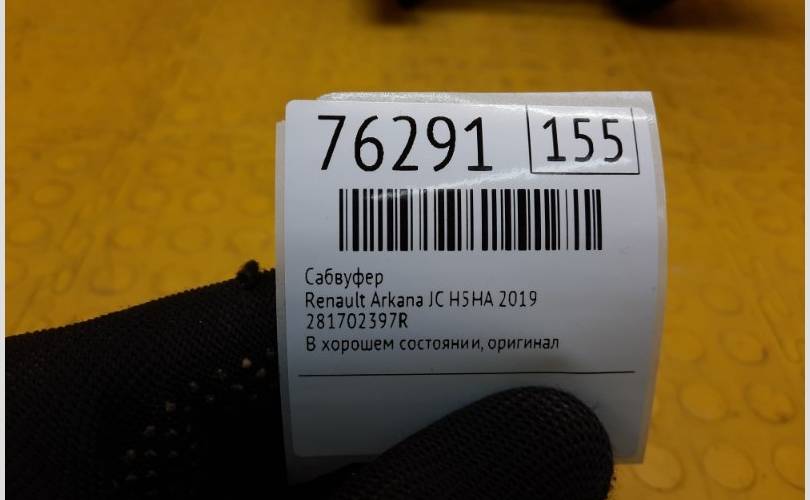 76291 155
Сабвуфер
Renault Arkana JC H5HA 2019
281702397R
В хорошем состоянии, оригинал